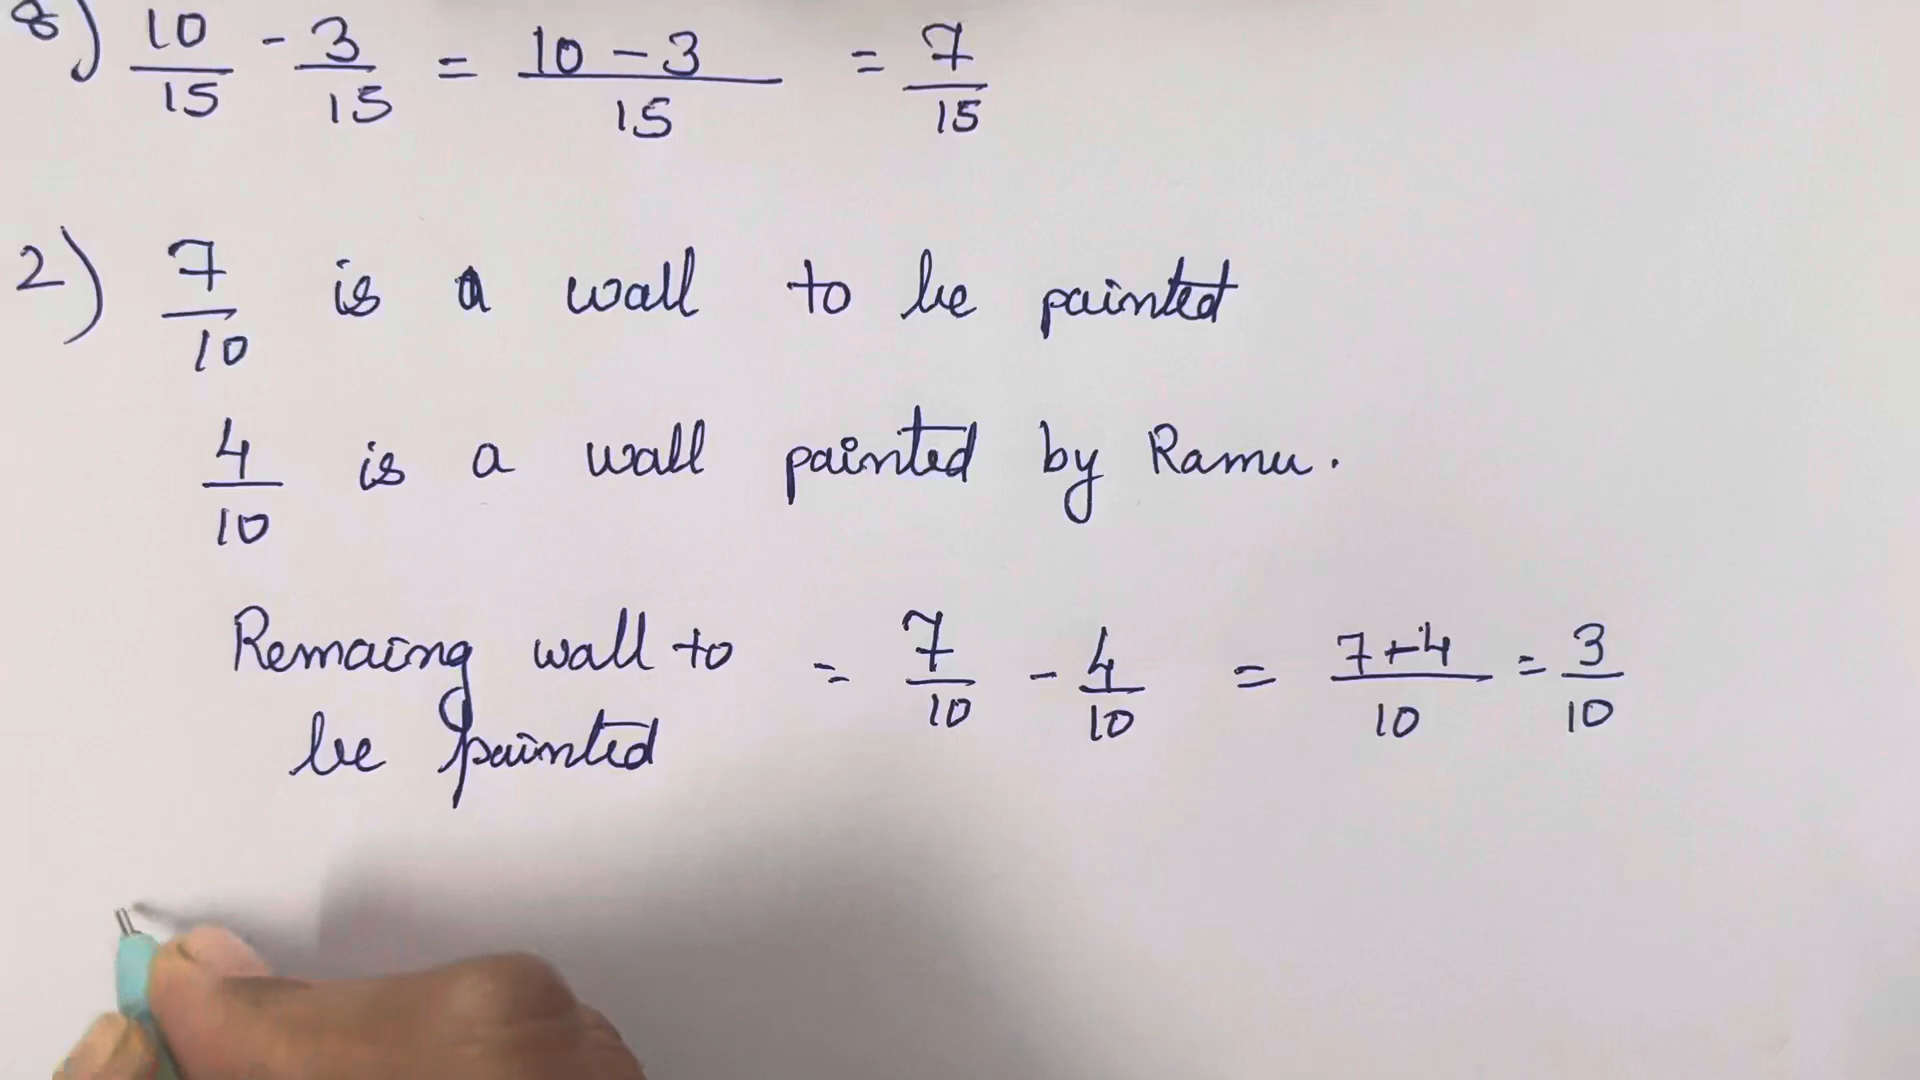 8) 10/15 - 3/15 = 10 - 3/15 = 7/15
2) 7/10 is a wall to be painted
4/10 is a wall painted by Ramu.
Remaing wall to = 7/10 - 4/10 = 7+4/10 = 3/10
be painted